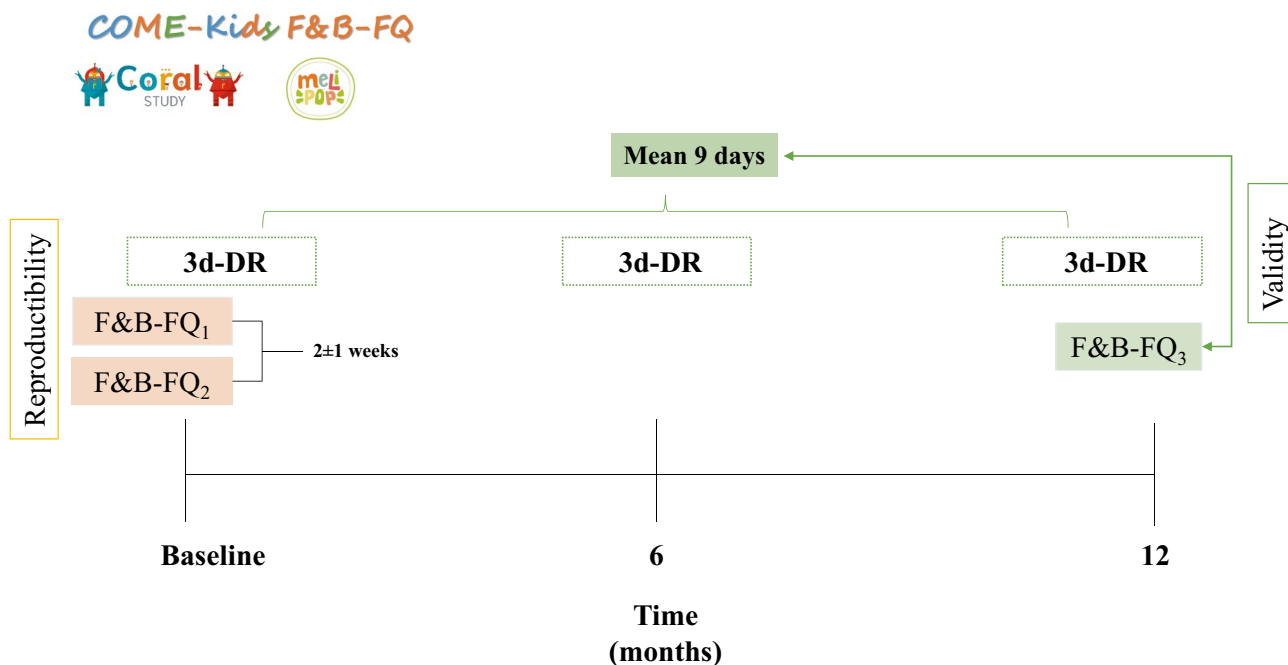 COME-Kids F&B-FQ
Coral
STUDY
meli
POP
Mean 9 days
Reproductibility
3d-DR
3d-DR
3d-DR
Validity
F&B-FQ₁
F&B-FQ₂
2±1 weeks
F&B-FQ₃
Baseline
6
12
Time
(months)